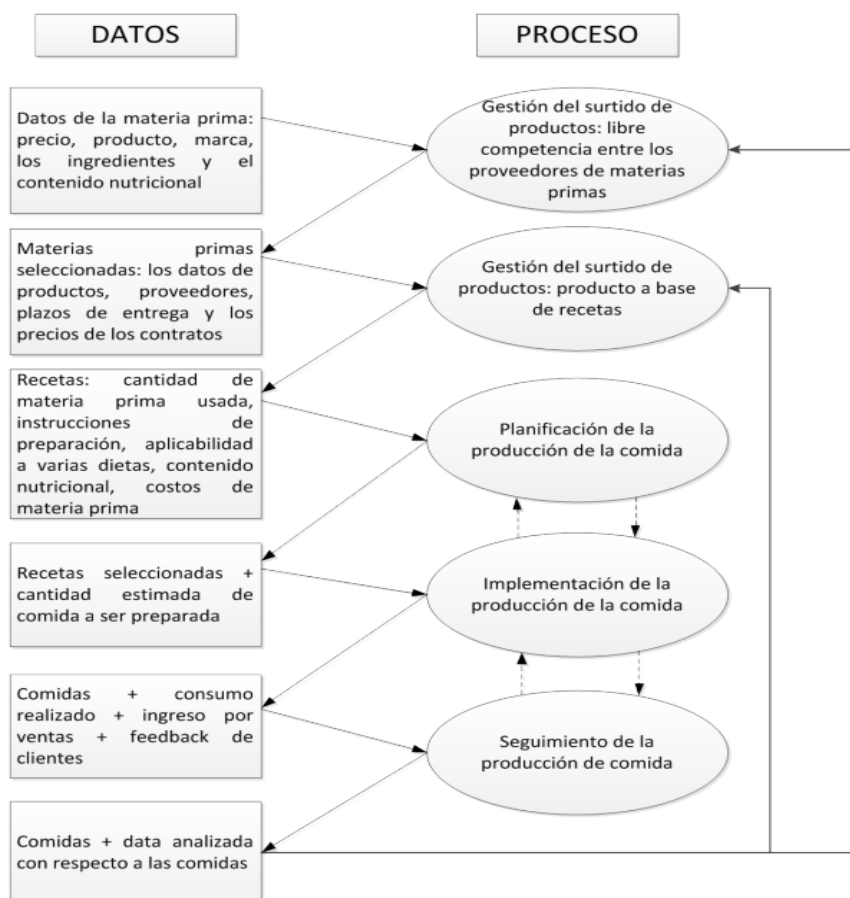 DATOS
PROCESO
Datos de la materia prima:
precio, producto, marca,
los ingredientes y el
contenido nutricional
Gestión del surtido de
productos: libre
competencia entre los
proveedores de materias
primas
Materias primas
seleccionadas: los datos de
productos, proveedores,
plazos de entrega y los
precios de los contratos
Gestión del surtido de
productos: producto a base
de recetas
Recetas: cantidad de
materia prima usada,
instrucciones de
preparación, aplicabilidad
a varias dietas, contenido
nutricional, costos de
materia prima
Planificación de la
producción de la comida
Recetas seleccionadas +
cantidad estimada de
comida a ser preparada
Implementación de la
producción de la comida
Comidas + consumo
realizado + ingreso por
ventas + feedback de
clientes
Seguimiento de la
producción de comida
Comidas + data analizada
con respecto a las comidas